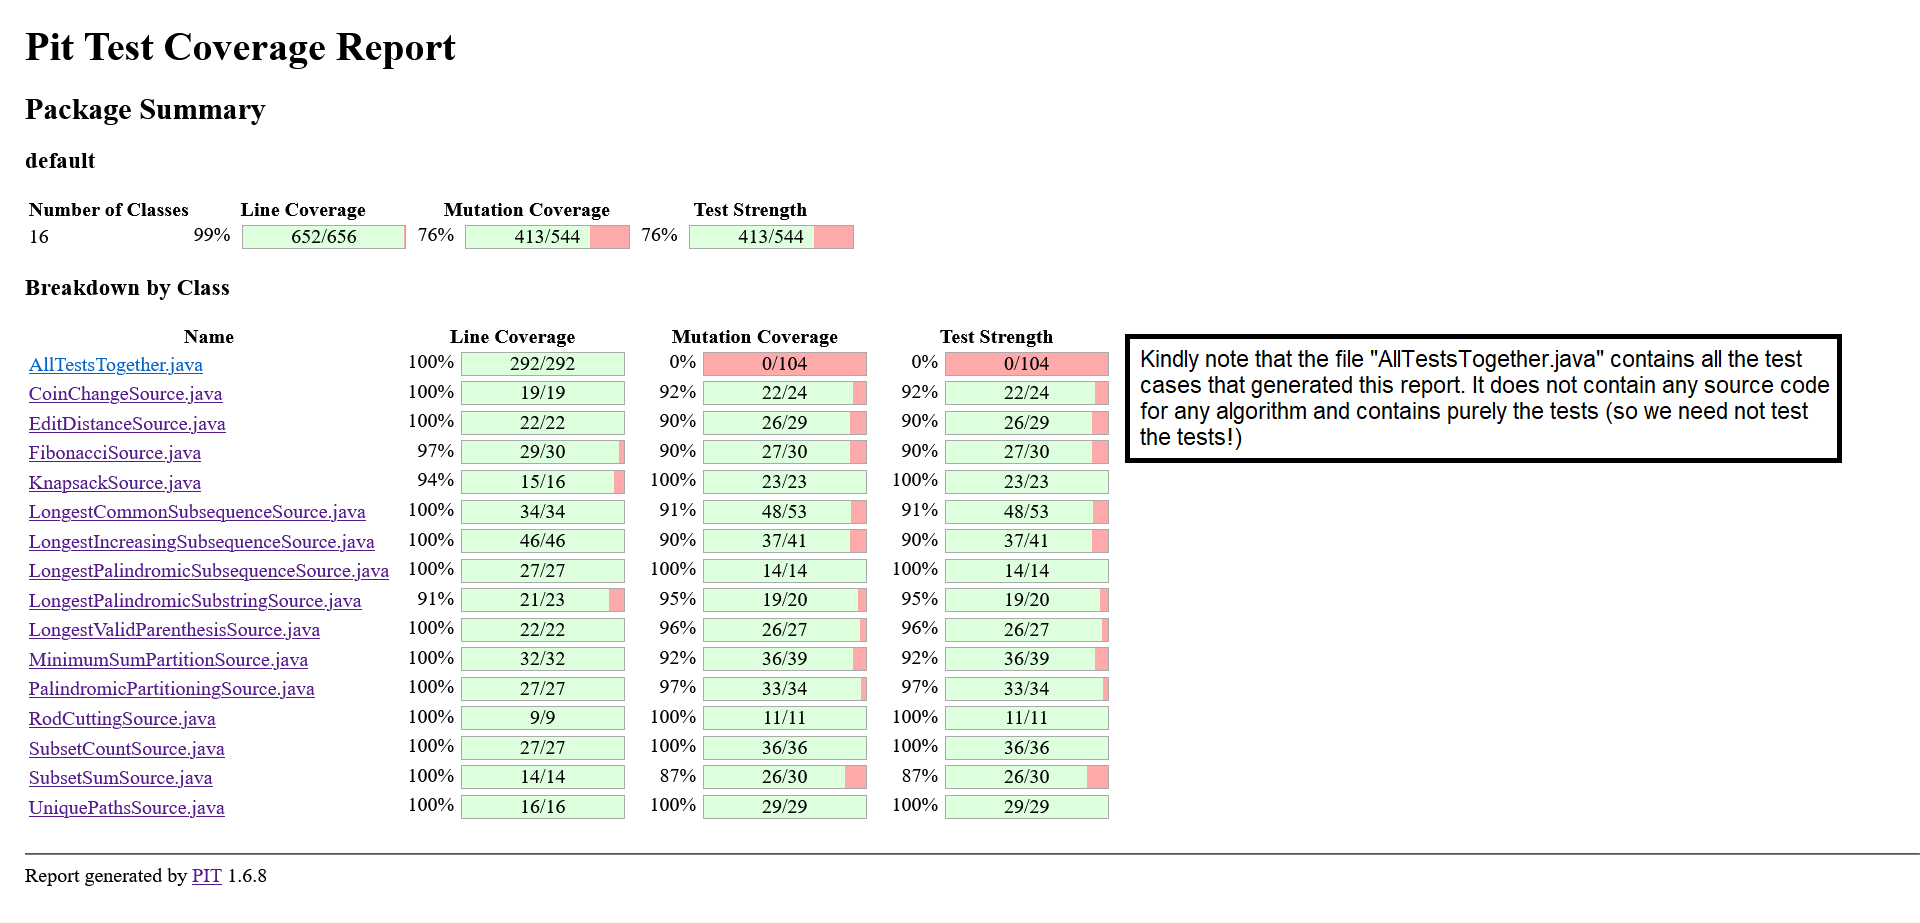 Pit Test Coverage Report
Package Summary
default
Number of Classes Line Coverage Mutation Coverage Test Strength
16 99% 652/656 76% 413/544 76% 413/544
Breakdown by Class
Name Line Coverage Mutation Coverage Test Strength
AllTestsTogether.java 100% 292/292 0% 0/104 0% 0/104
CoinChangeSource.java 100% 19/19 92% 22/24 92% 22/24
EditDistanceSource.java 100% 22/22 90% 26/29 90% 26/29
FibonacciSource.java 97% 29/30 90% 27/30 90% 27/30
KnapsackSource.java 94% 15/16 100% 23/23 100% 23/23
LongestCommonSubsequenceSource.java 100% 34/34 91% 48/53 91% 48/53
LongestIncreasingSubsequenceSource.java 100% 46/46 90% 37/41 90% 37/41
LongestPalindromicSubsequenceSource.java 100% 27/27 100% 14/14 100% 14/14
LongestPalindromicSubstringSource.java 91% 21/23 95% 19/20 95% 19/20
LongestValidParenthesisSource.java 100% 22/22 96% 26/27 96% 26/27
MinimumSumPartitionSource.java 100% 32/32 92% 36/39 92% 36/39
PalindromicPartitioningSource.java 100% 27/27 97% 33/34 97% 33/34
RodCuttingSource.java 100% 9/9 100% 11/11 100% 11/11
SubsetCountSource.java 100% 27/27 100% 36/36 100% 36/36
SubsetSumSource.java 100% 14/14 87% 26/30 87% 26/30
UniquePathsSource.java 100% 16/16 100% 29/29 100% 29/29
Kindly note that the file "AllTestsTogether.java" contains all the test
cases that generated this report. It does not contain any source code
for any algorithm and contains purely the tests (so we need not test
the tests!)
Report generated by PIT 1.6.8